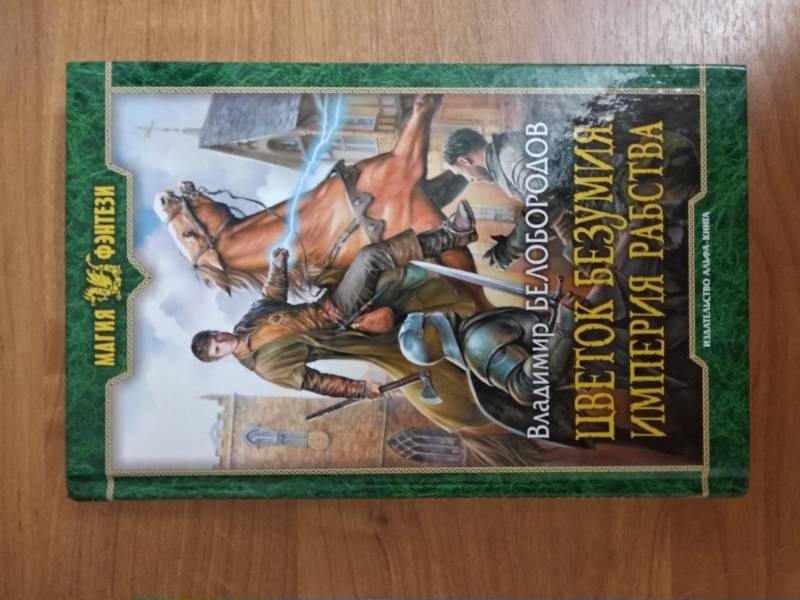 МАГИЯ ФЭНТЕЗИ
Владимир БЕЛОБОРОДОВ
ЦВЕТОК БЕЗУМИЯ
ИМПЕРИЯ РАБСТВА
ИЗДАТЕЛЬСТВО АЛЬФА-КНИГА